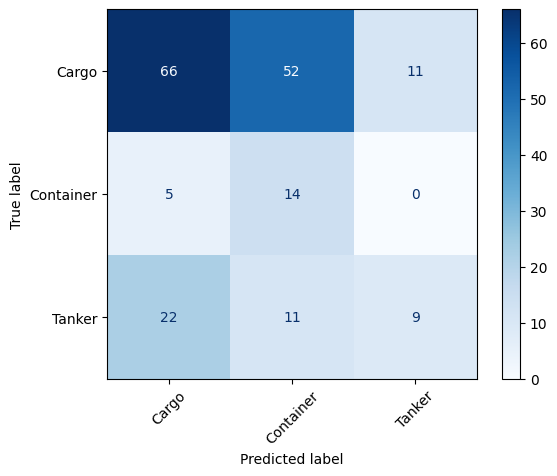 True label
Cargo
Container
Tanker
66 52 11
5 14 0
22 11 9
Cargo
Container
Tanker
Predicted label
60
50
40
30
20
10
0